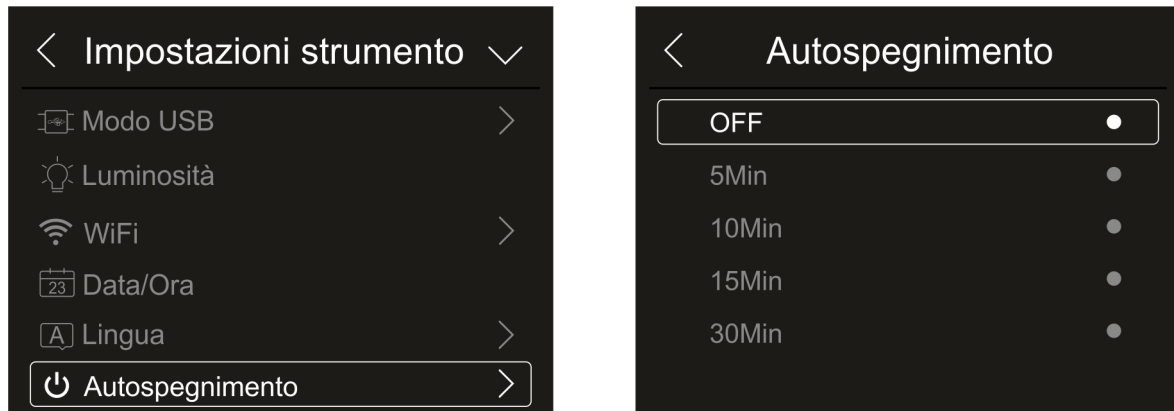 Impostazioni strumento
Modo USB
Luminosità
WiFi
23 Data/Ora
A Lingua
Autospegnimento
Autospegnimento
OFF
5Min
10Min
15Min
30Min